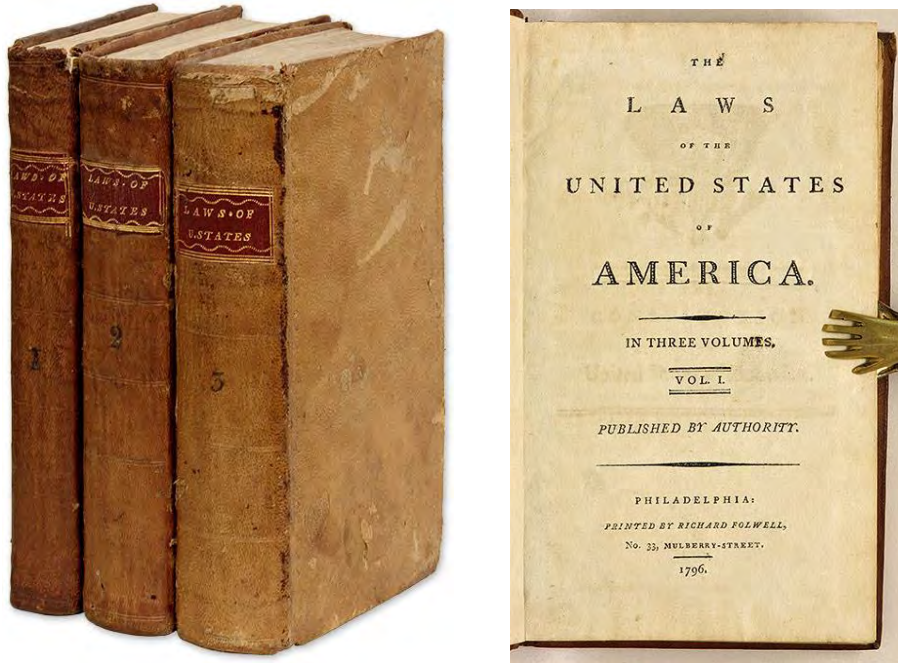 AWS·OF
STATES
1
LAWS·OF
U.STATES
2
LAWS·OF
U.STATES
3
THE
LAWS
OF THE
UNITED STATES
OF
AMERICA.
IN THREE VOLUMES.
VOL. I.
PUBLISHED BY AUTHORITY.
PHILADELPHIA:
PRINTED BY RICHARD FOLWELL,
No. 33, MULBERRY-STREET.
1796.